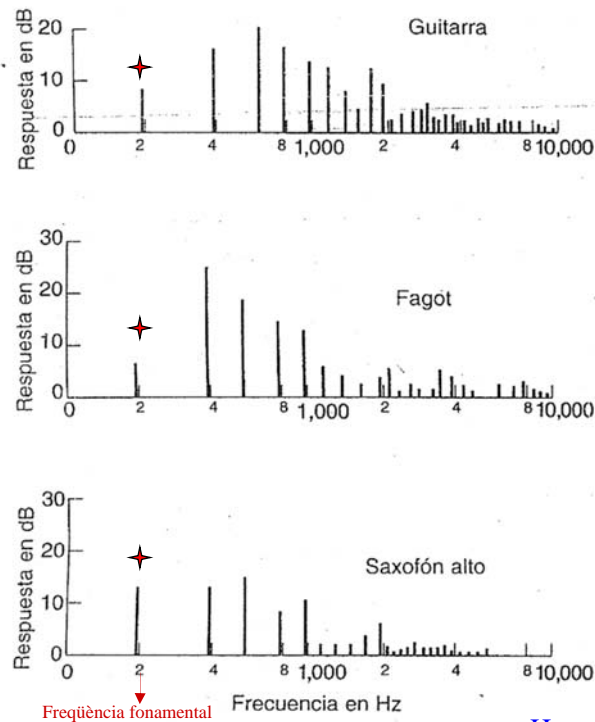 Guitarra
Respuesta en dB
20
10
0
0 2 4 8 1,000 2 4 8 10,000
Fagot
Respuesta en dB
30
20
10
0
0 2 4 8 1,000 2 4 8 10,000
Saxofón alto
Respuesta en dB
30
20
10
0
0 2 4 8 1,000 2 4 8 10,000
Freqüència fonamental
Frecuencia en Hz